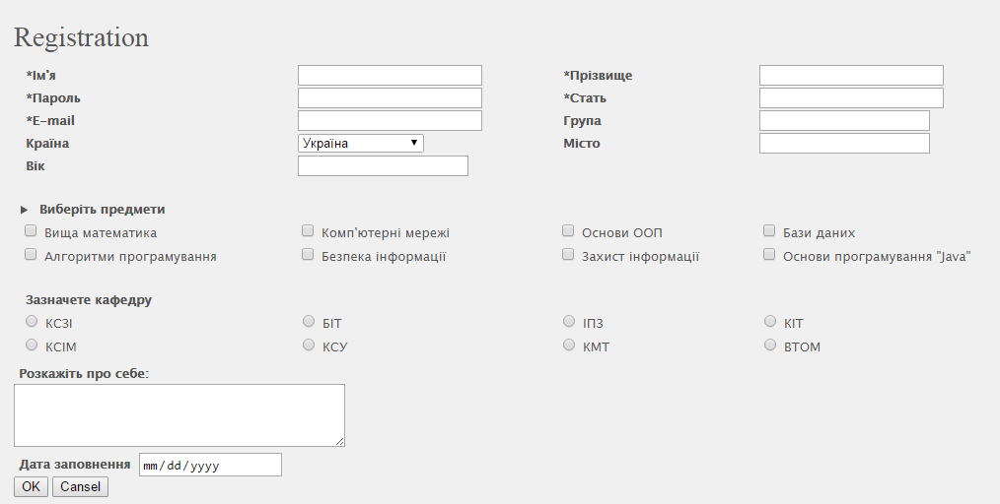 Registration
*Ім'я *Прізвище
*Пароль *Стать
*E-mail Група
Країна Україна Місто
Вік
Виберіть предмети
Вища математика Комп'ютерні мережі Основи ООП Бази даних
Алгоритми програмування Безпека інформації Захист інформації Основи програмування "Java"
Зазначете кафедру
КСЗІ БІТ ІПЗ КІТ
КСІМ КСУ КМТ ВТОМ
Розкажіть про себе:
Дата заповнення mm/dd/yyyy
OK Cansel